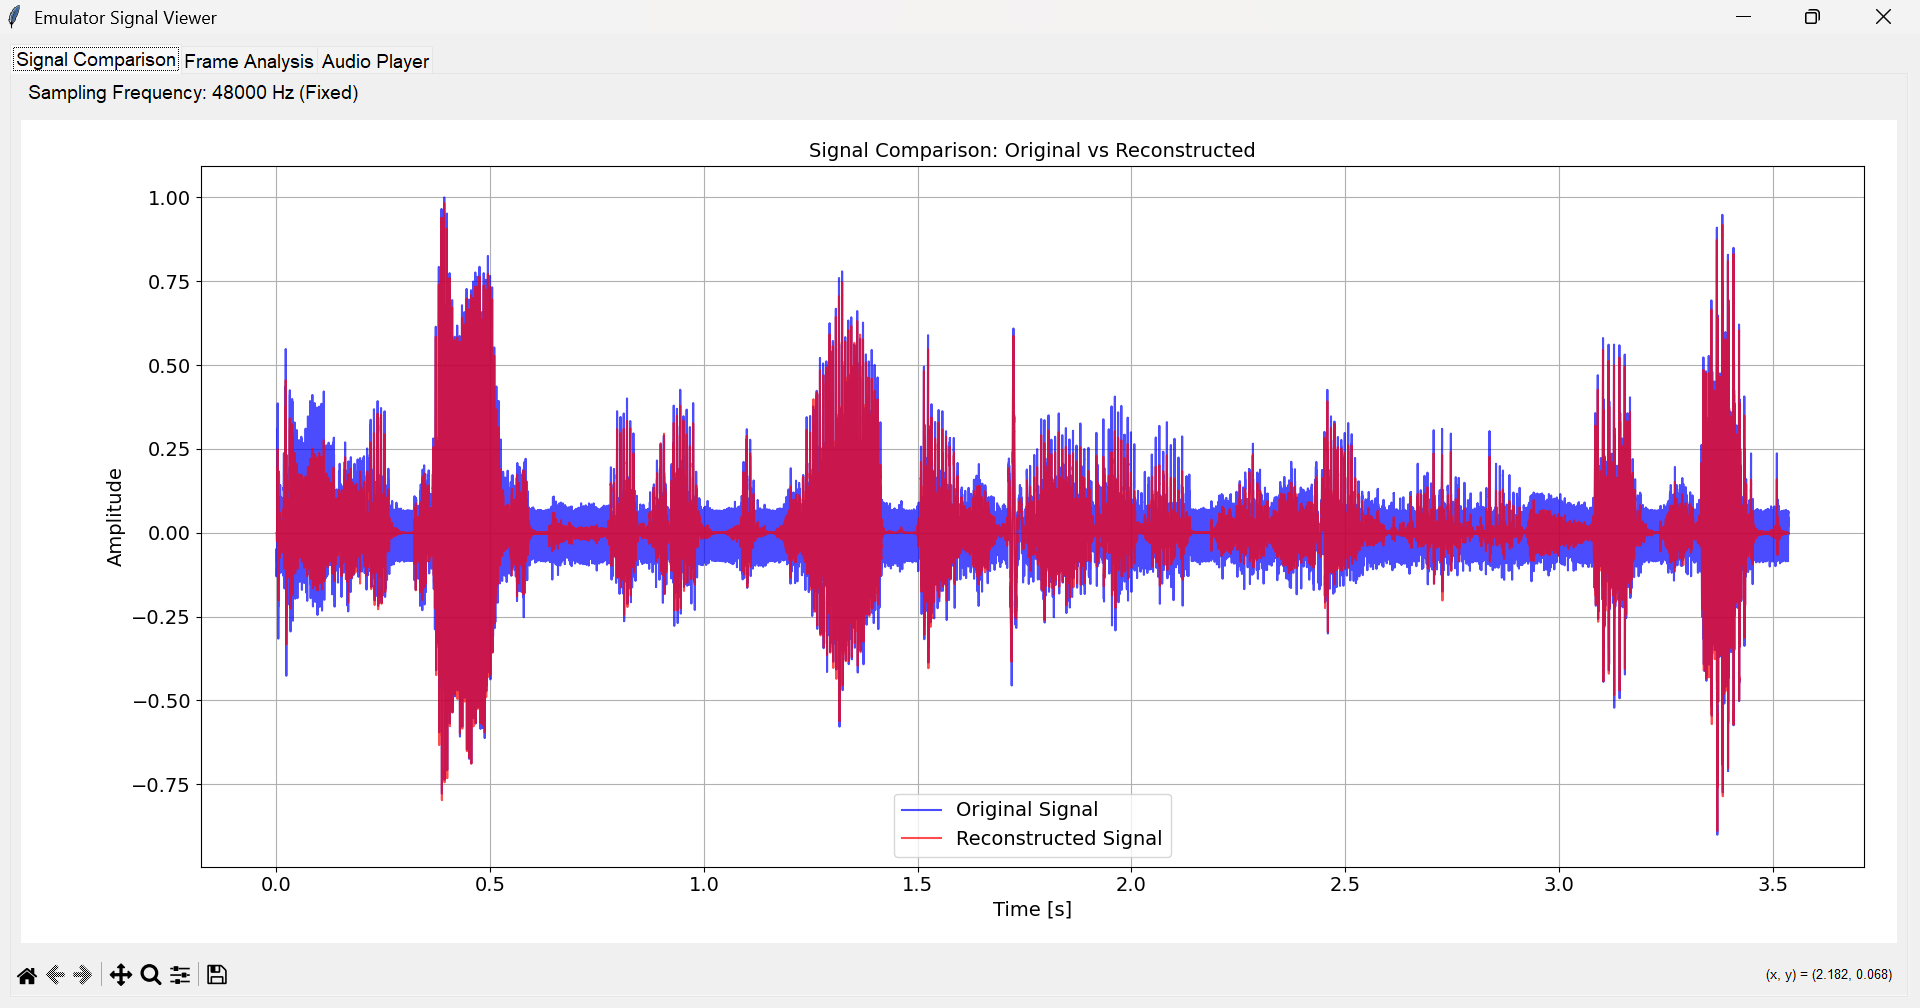 Emulator Signal Viewer
Signal Comparison Frame Analysis Audio Player
Sampling Frequency: 48000 Hz (Fixed)
Signal Comparison: Original vs Reconstructed
1.00
0.75
0.50
0.25
0.00
−0.25
−0.50
−0.75
Amplitude
Original Signal
Reconstructed Signal
0.0 0.5 1.0 1.5 2.0 2.5 3.0 3.5
Time [s]
(x, y) = (2.182, 0.068)